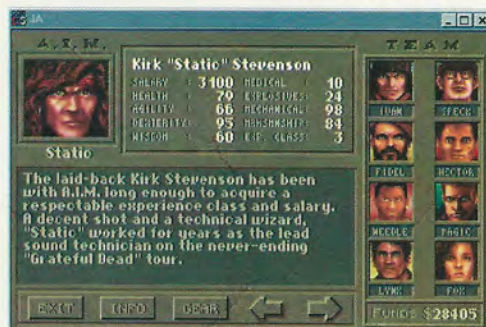 JA
A.I.M.
Kirk "Static" Stevenson
SALARY : 3100 MEDICAL : 10
HEALTH : 79 EXPLOSIVES: 24
AGILITY : 66 MECHANICAL: 98
DEXTERITY: 95 MARKSMNSHIP: 84
WISDOM : 60 EXP. CLASS: 3
Static
The laid-back Kirk Stevenson has been
with A.I.M. long enough to acquire a
respectable experience class and salary.
A decent shot and a technical wizard,
"Static" worked for years as the lead
sound technician on the never-ending
"Grateful Dead" tour.
EXIT INFO GEAR
TEAM
IVAN SPECK
FIDEL HECTOR
NEEDLE MAGIC
LYNX FOX
FUNDS $28405